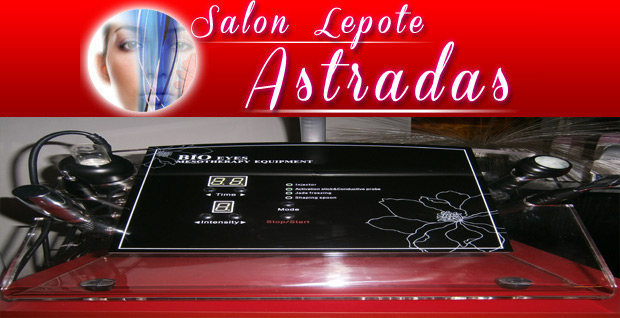 Salon Lepote
Astradas
BIO EYES
MESOTHERAPY EQUIPMENT
88
Injector
Activation stick&Conductive probe
Jade freezing
Shaping spoon
◄ Time ►
8.
Mode
◄Intensity►
Stop/Start